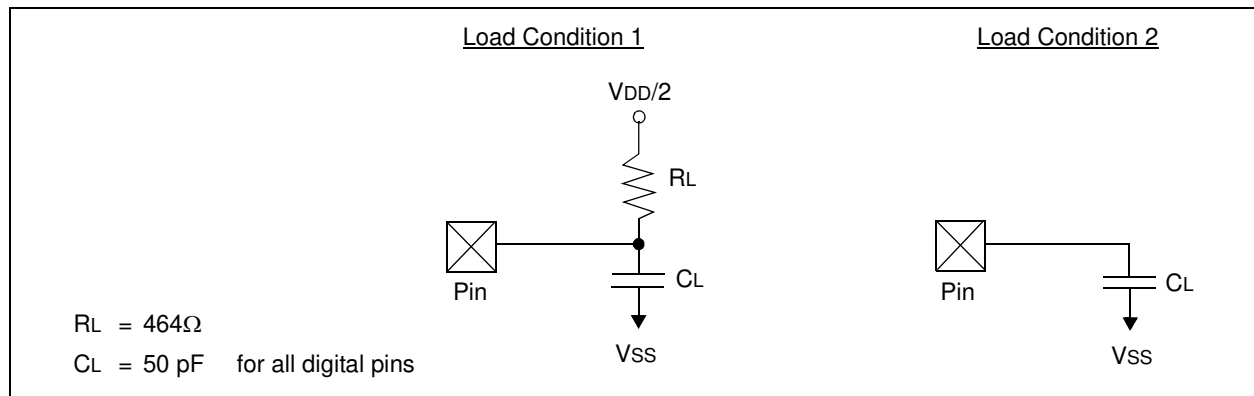 Load Condition 1
Load Condition 2
VDD/2
RL
CL
CL
Pin
Pin
VSS
VSS
RL = 464Ω
CL = 50 pF for all digital pins